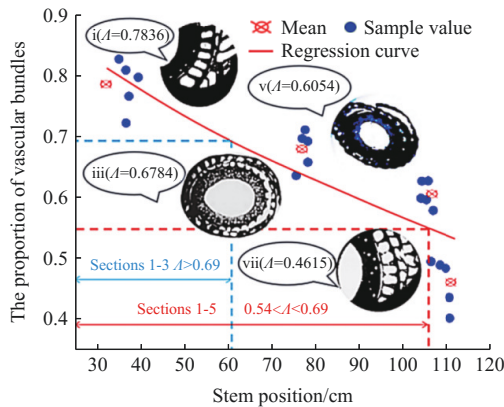 Mean
Sample value
Regression curve
i(Λ=0.7836)
v(Λ=0.6054)
iii(Λ=0.6784)
vii(Λ=0.4615)
Sections 1-3 Λ>0.69
Sections 1-5 0.54<Λ<0.69
The proportion of vascular bundles
0.9
0.8
0.7
0.6
0.5
0.4
30 40 50 60 70 80 90 100 110 120
Stem position/cm